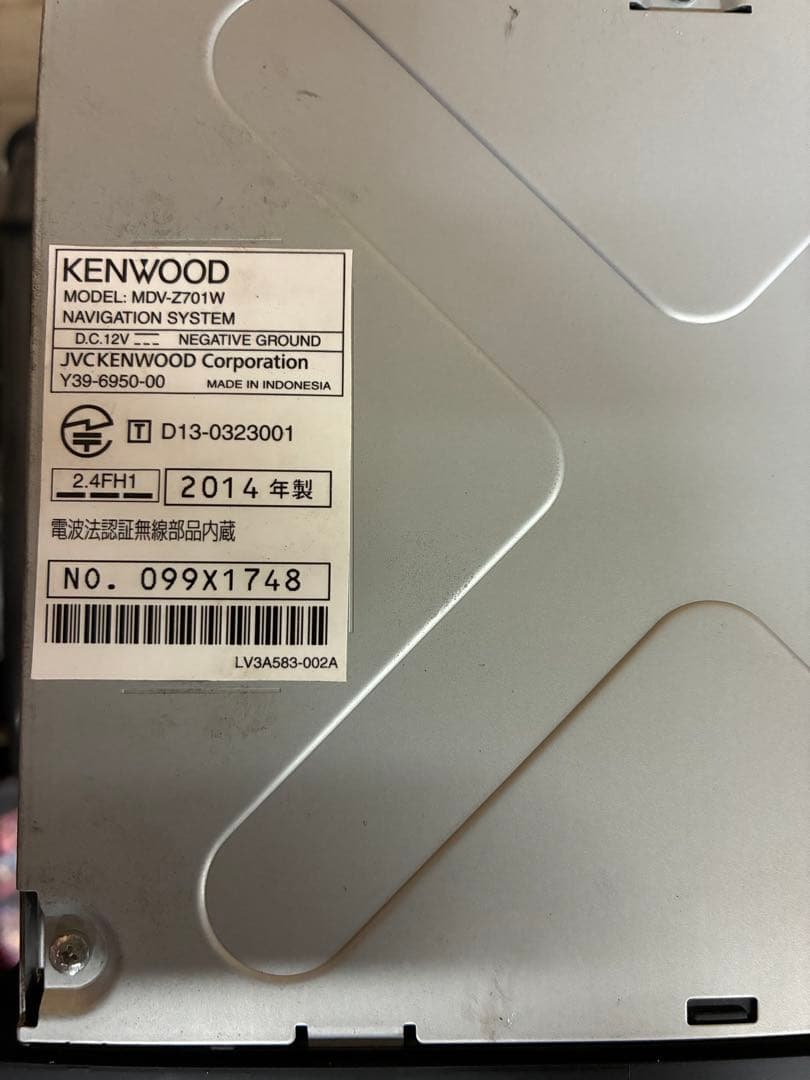 KENWOOD
MODEL: MDV-Z701W
NAVIGATION SYSTEM
D.C.12V ⎓ NEGATIVE GROUND
JVCKENWOOD Corporation
Y39-6950-00 MADE IN INDONESIA
T D13-0323001
2.4FH1 2014 年製
電波法認証無線部品内蔵
NO. 099X1748
LV3A583-002A